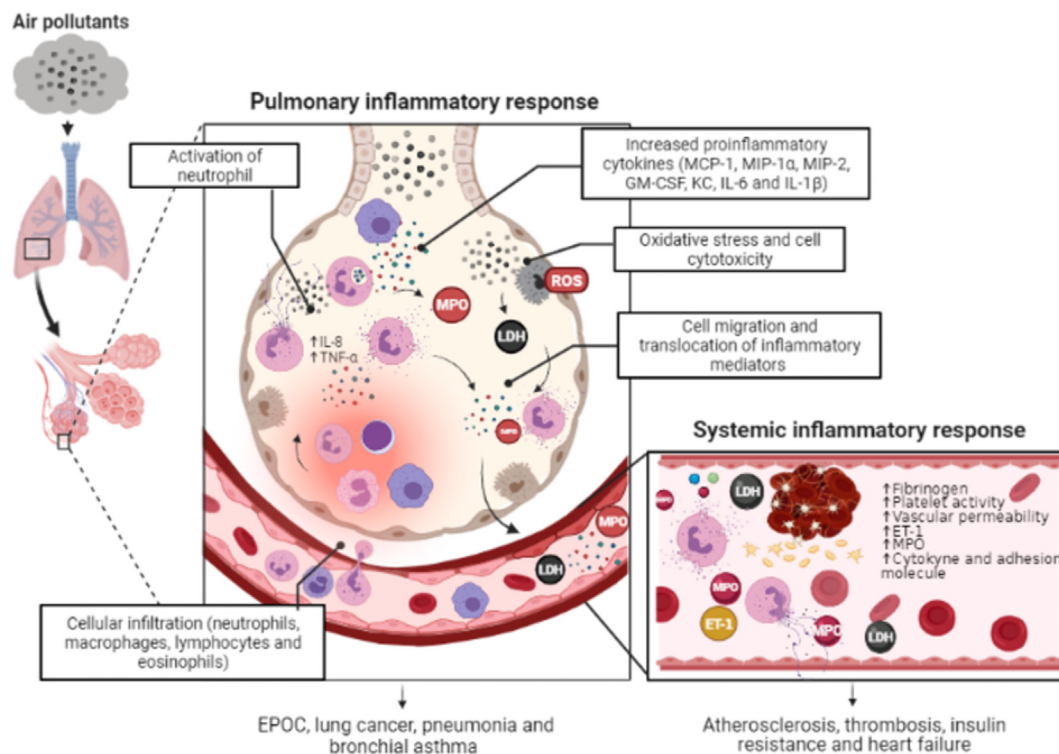 Air pollutants
Pulmonary inflammatory response
Activation of
neutrophil
Increased proinflammatory
cytokines (MCP-1, MIP-1α, MIP-2,
GM-CSF, KC, IL-6 and IL-1β)
Oxidative stress and cell
cytotoxicity
ROS
MPO
LDH
↑IL-8
↑TNF-α
Cell migration and
translocation of inflammatory
mediators
MPO
MPO
LDH
Cellular infiltration (neutrophils,
macrophages, lymphocytes and
eosinophils)
Systemic inflammatory response
MPO
LDH
↑Fibrinogen
↑Platelet activity
↑Vascular permeability
↑ET-1
↑MPO
↑Cytokyne and adhesion
molecule
MPO
ET-1
MPO
LDH
EPOC, lung cancer, pneumonia and
bronchial asthma
Atherosclerosis, thrombosis, insulin
resistance and heart failure